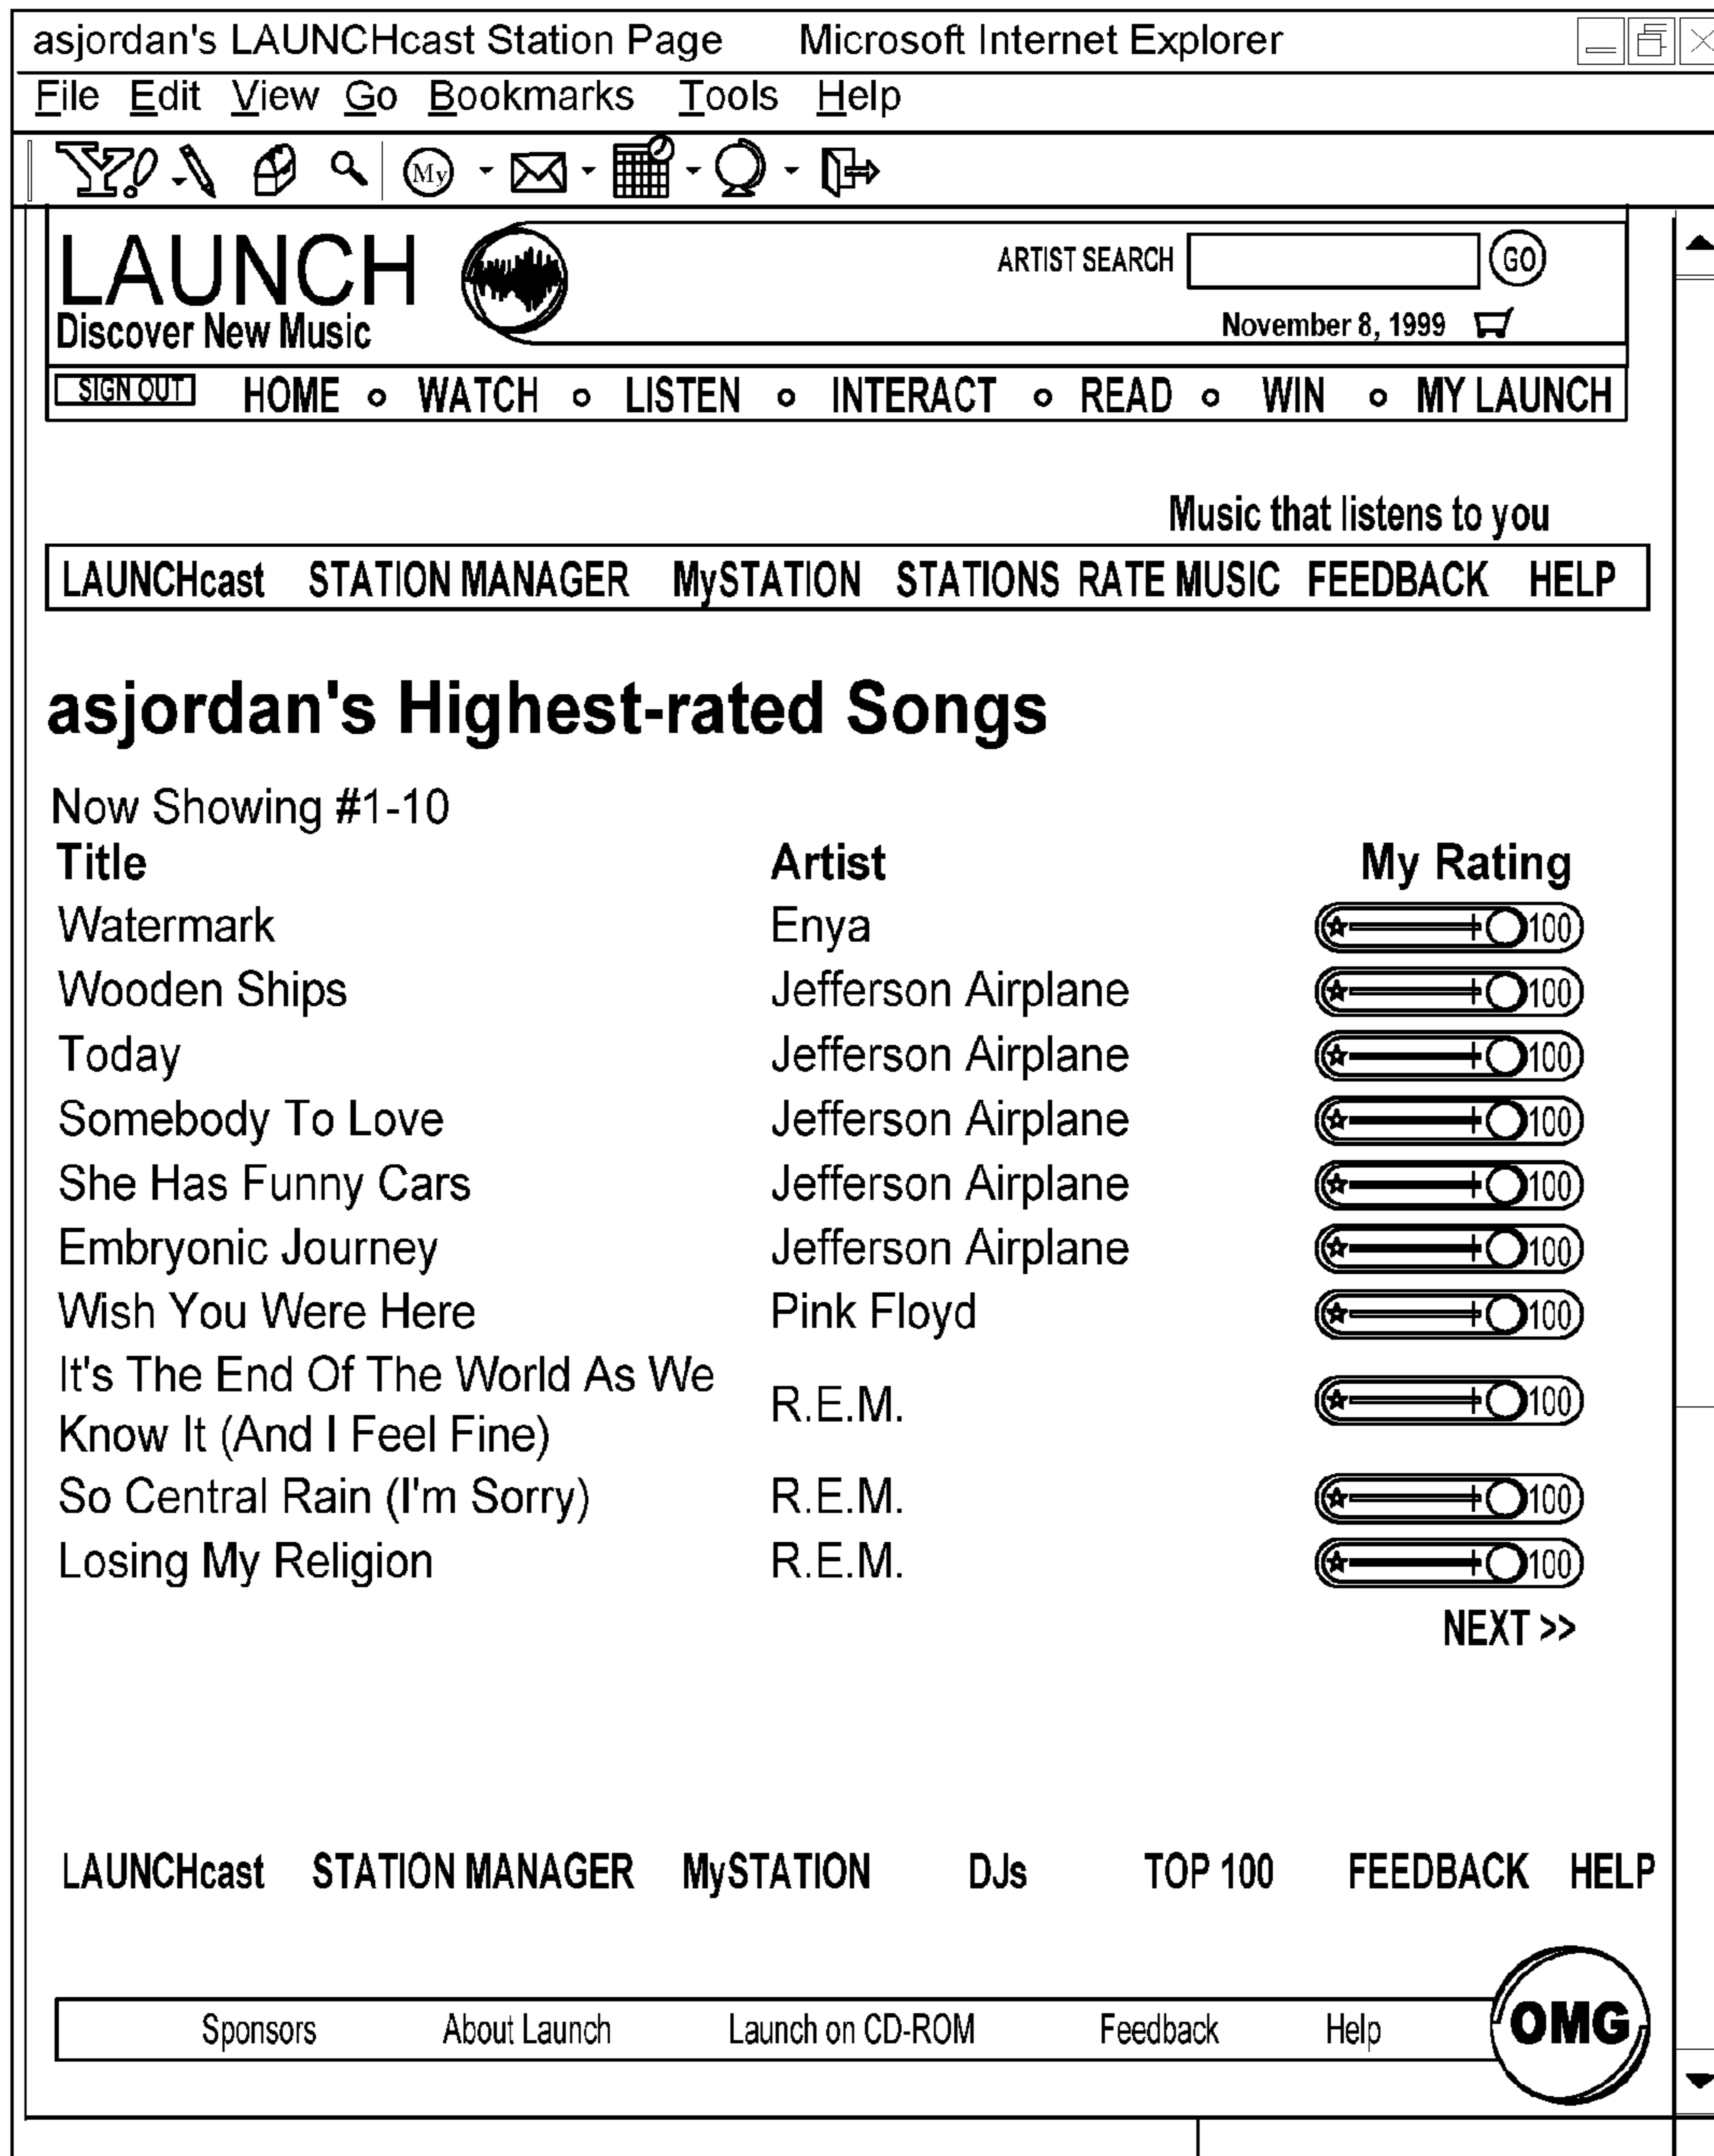 asjordan's LAUNCHcast Station Page Microsoft Internet Explorer
File Edit View Go Bookmarks Tools Help
Y! My
LAUNCH
ARTIST SEARCH GO
Discover New Music
November 8, 1999
SIGN OUT HOME WATCH LISTEN INTERACT READ WIN MY LAUNCH
Music that listens to you
LAUNCHcast STATION MANAGER MySTATION STATIONS RATE MUSIC FEEDBACK HELP
asjordan's Highest-rated Songs
Now Showing #1-10
Title Artist My Rating
Watermark Enya 100
Wooden Ships Jefferson Airplane 100
Today Jefferson Airplane 100
Somebody To Love Jefferson Airplane 100
She Has Funny Cars Jefferson Airplane 100
Embryonic Journey Jefferson Airplane 100
Wish You Were Here Pink Floyd 100
It's The End Of The World As We
Know It (And I Feel Fine) R.E.M. 100
So Central Rain (I'm Sorry) R.E.M. 100
Losing My Religion R.E.M. 100
NEXT >>
LAUNCHcast STATION MANAGER MySTATION DJs TOP 100 FEEDBACK HELP
Sponsors About Launch Launch on CD-ROM Feedback Help OMG